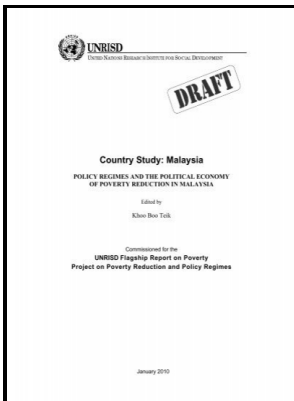 UNRISD
UNITED NATIONS RESEARCH INSTITUTE FOR SOCIAL DEVELOPMENT
DRAFT
Country Study: Malaysia
POLICY REGIMES AND THE POLITICAL ECONOMY
OF POVERTY REDUCTION IN MALAYSIA
Edited by
Khoo Boo Teik
Commissioned for the
UNRISD Flagship Report on Poverty
Project on Poverty Reduction and Policy Regimes
January 2010